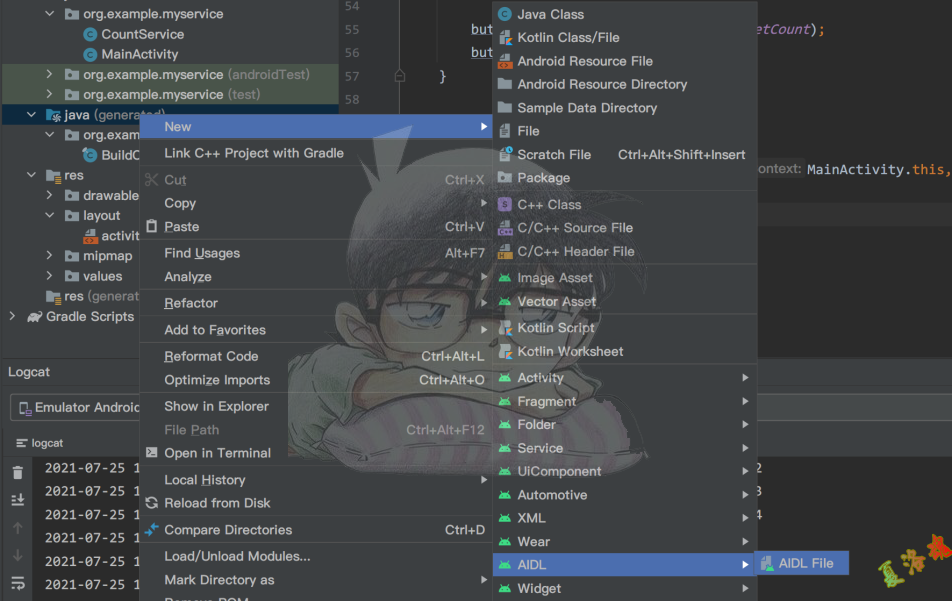 org.example.myservice
CountService
MainActivity
org.example.myservice (androidTest)
org.example.myservice (test)
java (generated)
org.exam
BuildC
res
drawable
layout
activit
mipmap
values
res (generat
Gradle Scripts
54
55
56
57
58
but
but
}
etCount);
ontext: MainActivity.this,
New
Link C++ Project with Gradle
Cut Ctrl+X
Copy
Paste Ctrl+V
Find Usages Alt+F7
Analyze
Refactor
Add to Favorites
Reformat Code Ctrl+Alt+L
Optimize Imports Ctrl+Alt+O
Show in Explorer
File Path Ctrl+Alt+F12
Open in Terminal
Local History
Reload from Disk
Compare Directories Ctrl+D
Load/Unload Modules...
Mark Directory as
Java Class
Kotlin Class/File
Android Resource File
Android Resource Directory
Sample Data Directory
File
Scratch File Ctrl+Alt+Shift+Insert
Package
C++ Class
C/C++ Source File
C/C++ Header File
Image Asset
Vector Asset
Kotlin Script
Kotlin Worksheet
Activity
Fragment
Folder
Service
UiComponent
Automotive
XML
Wear
AIDL
Widget
AIDL File
Logcat
Emulator Androic
logcat
2021-07-25 1
2021-07-25 1
2021-07-25 1
2021-07-25 1
2021-07-25 1
2021-07-25 1
2
3
4